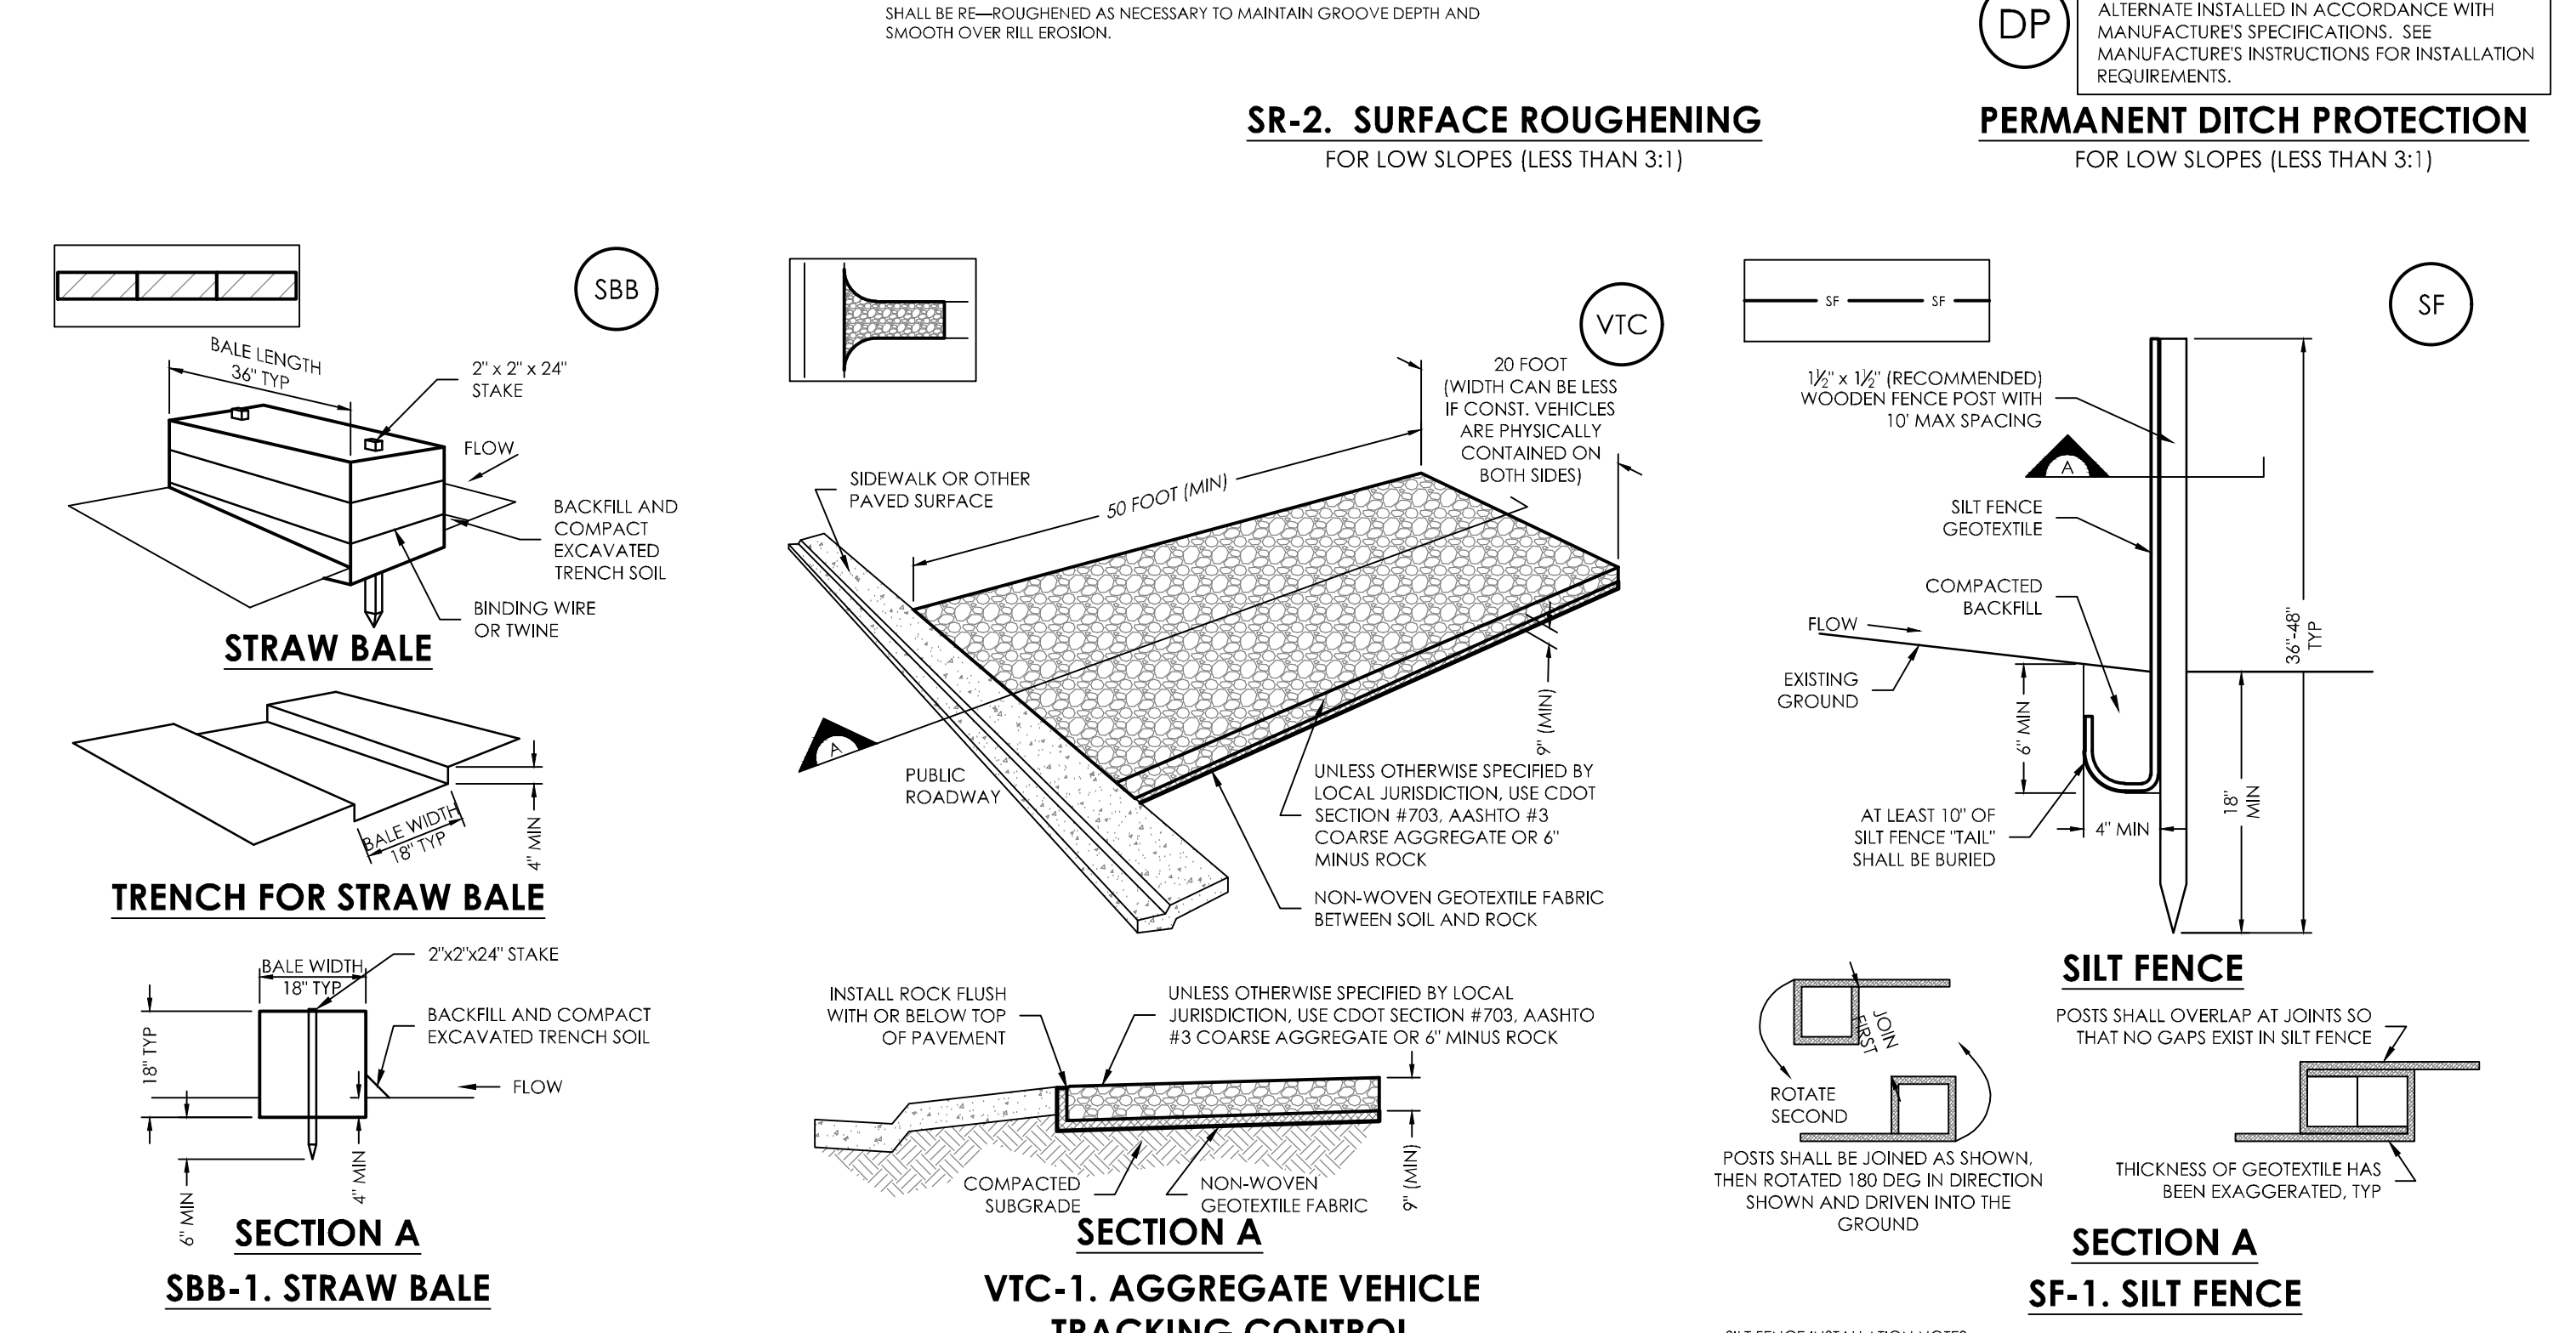 SHALL BE RE—ROUGHENED AS NECESSARY TO MAINTAIN GROOVE DEPTH AND
SMOOTH OVER RILL EROSION.
SR-2.  SURFACE ROUGHENING
FOR LOW SLOPES (LESS THAN 3:1)
DP
ALTERNATE INSTALLED IN ACCORDANCE WITH
MANUFACTURE'S SPECIFICATIONS.  SEE
MANUFACTURE'S INSTRUCTIONS FOR INSTALLATION
REQUIREMENTS.
PERMANENT DITCH PROTECTION
FOR LOW SLOPES (LESS THAN 3:1)
SBB
BALE LENGTH
36" TYP
2" x 2" x 24"
STAKE
FLOW
BACKFILL AND
COMPACT
EXCAVATED
TRENCH SOIL
BINDING WIRE
OR TWINE
STRAW BALE
BALE WIDTH
18" TYP
4" MIN
TRENCH FOR STRAW BALE
2"x2"x24" STAKE
BALE WIDTH
18" TYP
BACKFILL AND COMPACT
EXCAVATED TRENCH SOIL
18" TYP
FLOW
4" MIN
6" MIN
SECTION A
SBB-1. STRAW BALE
VTC
20 FOOT
(WIDTH CAN BE LESS
IF CONST. VEHICLES
ARE PHYSICALLY
CONTAINED ON
BOTH SIDES)
SIDEWALK OR OTHER
PAVED SURFACE
50 FOOT (MIN)
9" (MIN)
A
PUBLIC
ROADWAY
UNLESS OTHERWISE SPECIFIED BY
LOCAL JURISDICTION, USE CDOT
SECTION #703, AASHTO #3
COARSE AGGREGATE OR 6"
MINUS ROCK
NON-WOVEN GEOTEXTILE FABRIC
BETWEEN SOIL AND ROCK
INSTALL ROCK FLUSH
WITH OR BELOW TOP
OF PAVEMENT
UNLESS OTHERWISE SPECIFIED BY LOCAL
JURISDICTION, USE CDOT SECTION #703, AASHTO
#3 COARSE AGGREGATE OR 6" MINUS ROCK
COMPACTED
SUBGRADE
NON-WOVEN
GEOTEXTILE FABRIC
9" (MIN)
SECTION A
VTC-1. AGGREGATE VEHICLE
TRACKING CONTROL
SF
SF
SF
1½" x 1½" (RECOMMENDED)
WOODEN FENCE POST WITH
10' MAX SPACING
A
SILT FENCE
GEOTEXTILE
COMPACTED
BACKFILL
FLOW
EXISTING
GROUND
36"-48"
TYP
6" MIN
18"
MIN
4" MIN
AT LEAST 10" OF
SILT FENCE "TAIL"
SHALL BE BURIED
SILT FENCE
JOIN
FIRST
ROTATE
SECOND
POSTS SHALL BE JOINED AS SHOWN,
THEN ROTATED 180 DEG IN DIRECTION
SHOWN AND DRIVEN INTO THE
GROUND
POSTS SHALL OVERLAP AT JOINTS SO
THAT NO GAPS EXIST IN SILT FENCE
THICKNESS OF GEOTEXTILE HAS
BEEN EXAGGERATED, TYP
SECTION A
SF-1. SILT FENCE
SILT FENCE INSTALLATION NOTES